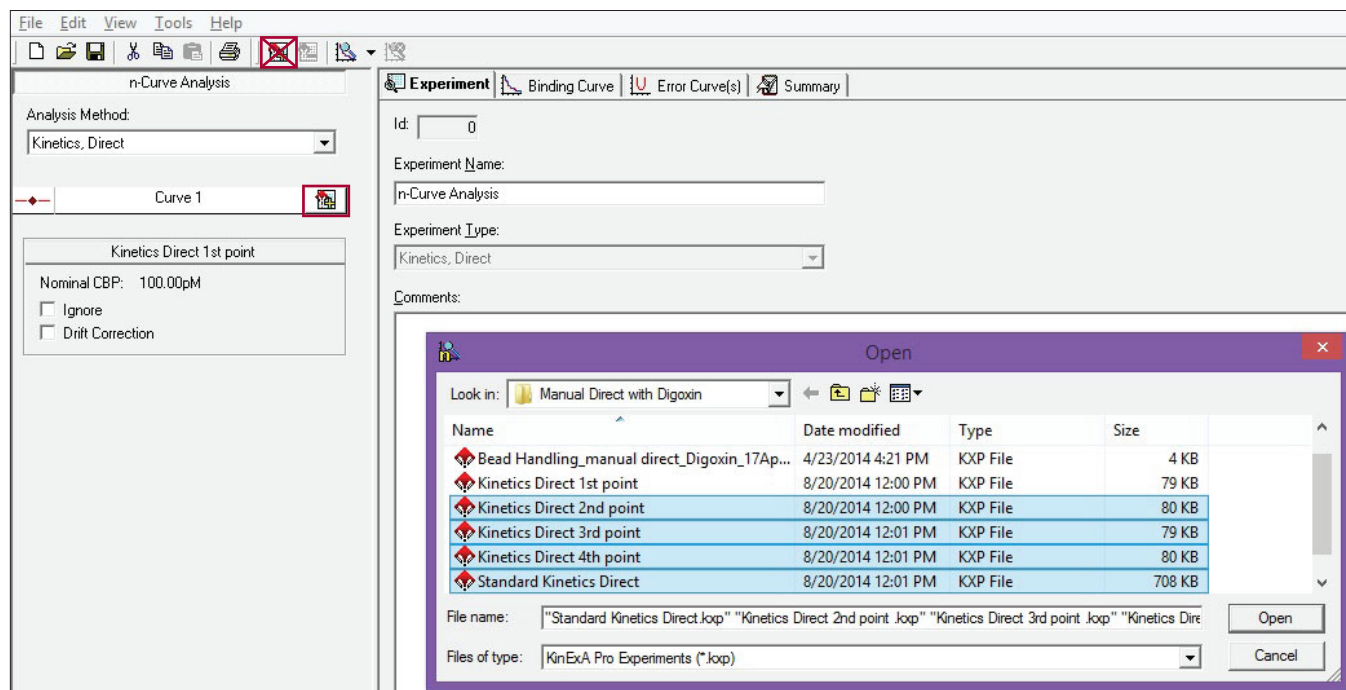 File Edit View Tools Help
n-Curve Analysis
Analysis Method:
Kinetics, Direct
Curve 1
Kinetics Direct 1st point
Nominal CBP: 100.00pM
Ignore
Drift Correction
Experiment Binding Curve Error Curve(s) Summary
Id: 0
Experiment Name:
n-Curve Analysis
Experiment Type:
Kinetics, Direct
Comments:
Open
Look in: Manual Direct with Digoxin
Name Date modified Type Size
Bead Handling_manual direct_Digoxin_17Ap... 4/23/2014 4:21 PM KXP File 4 KB
Kinetics Direct 1st point 8/20/2014 12:00 PM KXP File 79 KB
Kinetics Direct 2nd point 8/20/2014 12:00 PM KXP File 80 KB
Kinetics Direct 3rd point 8/20/2014 12:01 PM KXP File 79 KB
Kinetics Direct 4th point 8/20/2014 12:01 PM KXP File 80 KB
Standard Kinetics Direct 8/20/2014 12:01 PM KXP File 708 KB
File name: "Standard Kinetics Direct.kxp" "Kinetics Direct 2nd point .kxp" "Kinetics Direct 3rd point .kxp" "Kinetics Dire
Open
Files of type: KinExA Pro Experiments (*.kxp)
Cancel